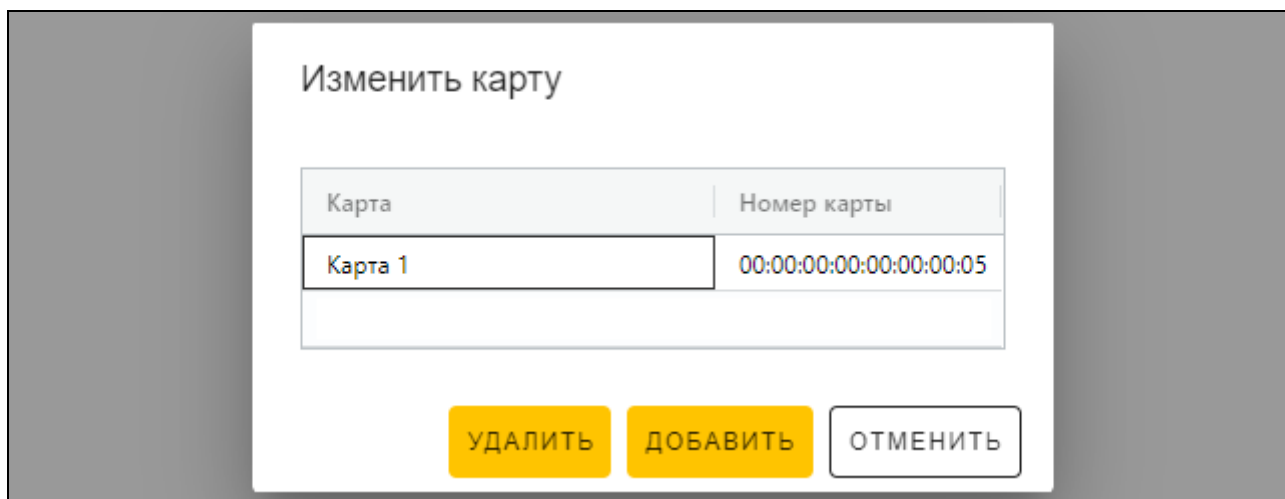 Изменить карту
Карта Номер карты
Карта 1 00:00:00:00:00:00:00:05
УДАЛИТЬ ДОБАВИТЬ ОТМЕНИТЬ